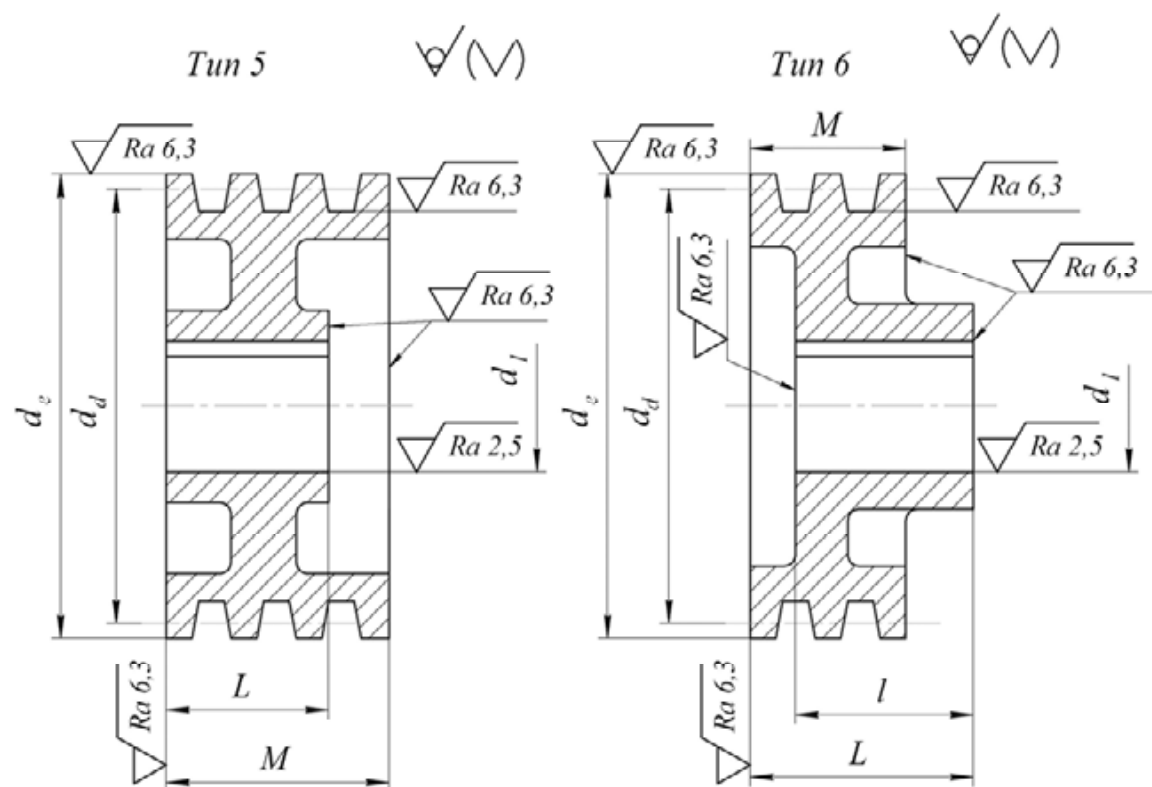 Тип 5
Ra 6,3
Ra 6,3
Ra 6,3
Ra 2,5
Ra 6,3
d_e
d_d
d_1
L
M
Тип 6
Ra 6,3
Ra 6,3
Ra 6,3
Ra 6,3
Ra 2,5
Ra 6,3
M
d_e
d_d
d_1
l
L